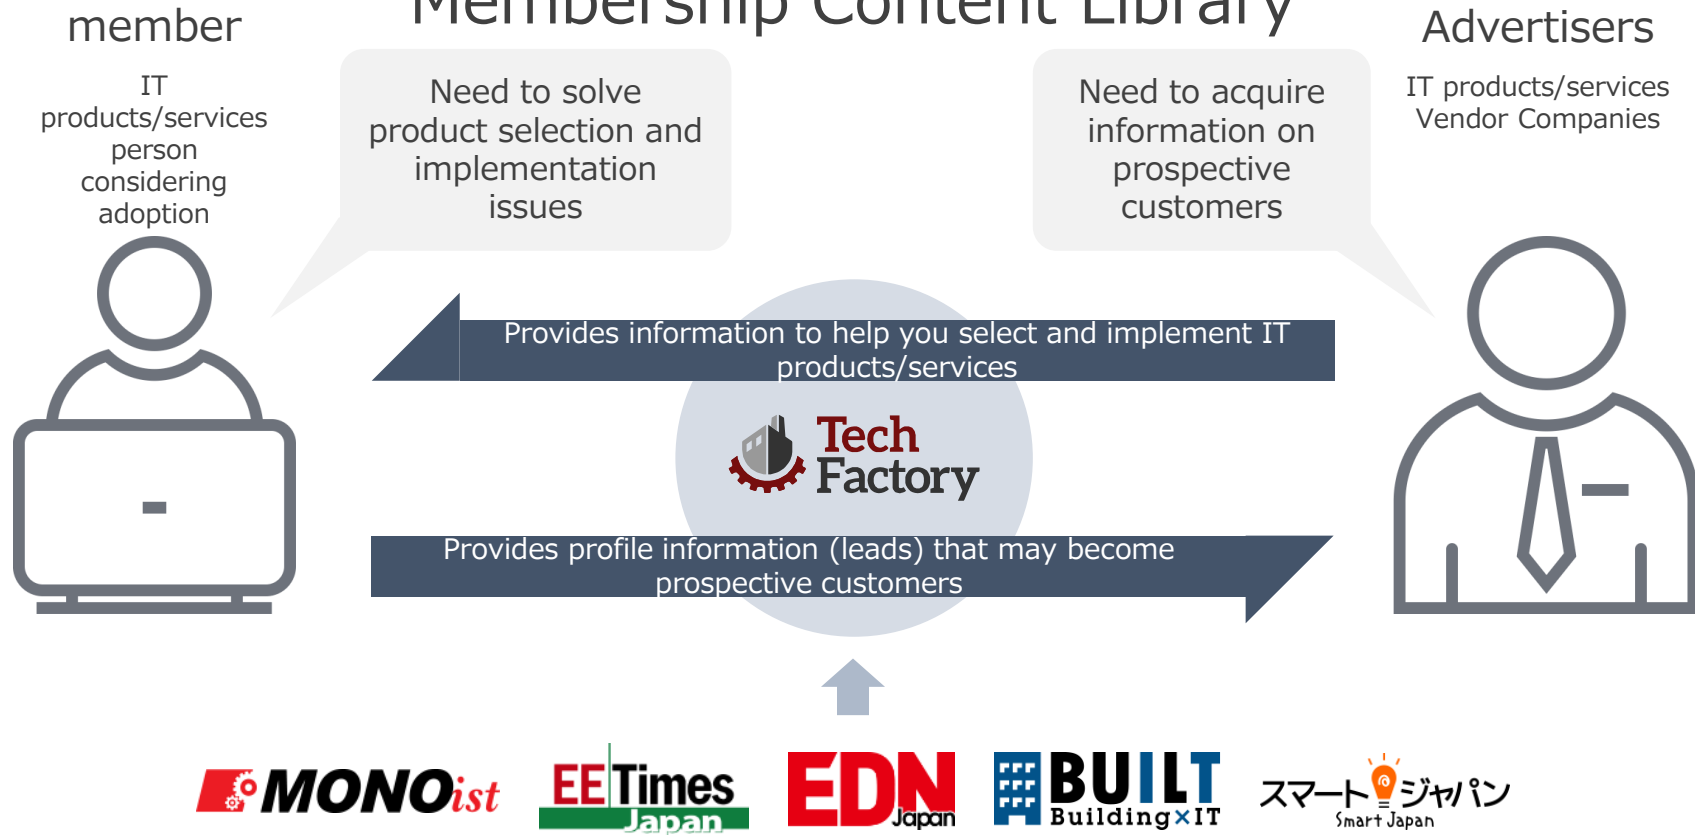 Membership Content Library
member
IT
products/services
person
considering
adoption
Need to solve
product selection and
implementation
issues
Need to acquire
information on
prospective
customers
Advertisers
IT products/services
Vendor Companies
Provides information to help you select and implement IT
products/services
Tech
Factory
Provides profile information (leads) that may become
prospective customers
MONOist
EE Times
Japan
EDN
Japan
BUILT
Building×IT
スマートジャパン
Smart Japan